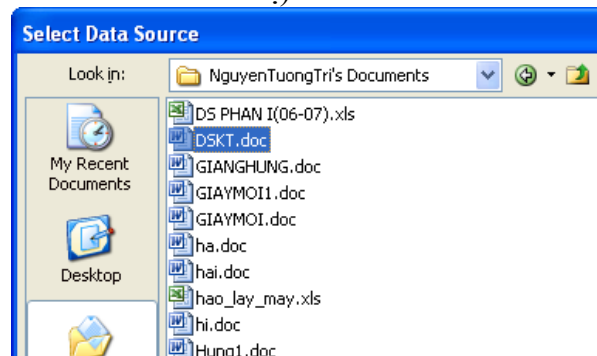 :)
Select Data Source
Look in:
NguyenTuongTri's Documents
My Recent
Documents
Desktop
DS PHAN I(06-07).xls
DSKT.doc
GIANGHUNG.doc
GIAYMOI1.doc
GIAYMOI.doc
ha.doc
hai.doc
hao_lay_may.xls
hi.doc
Hung1.doc